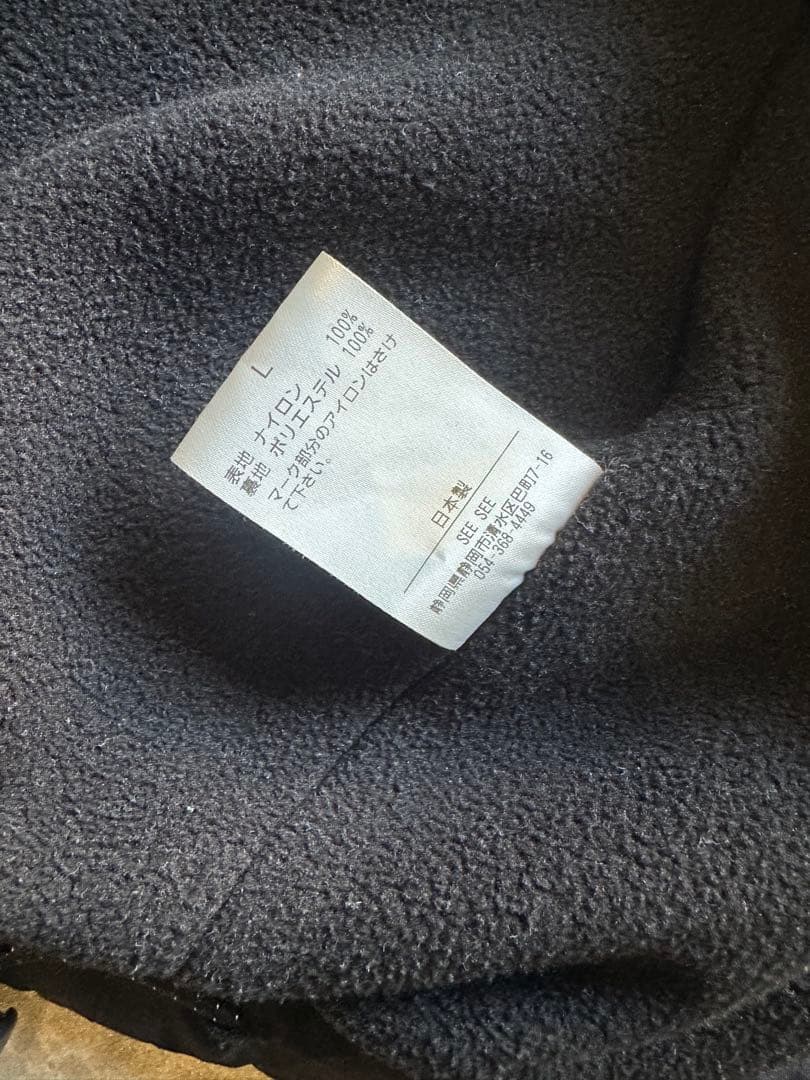 L
表地 ナイロン 100%
裏地 ポリエステル 100%
マーク部分のアイロンはさけ
て下さい。
日本製
SEE SEE
静岡県静岡市清水区巴町7-16
054-368-4449